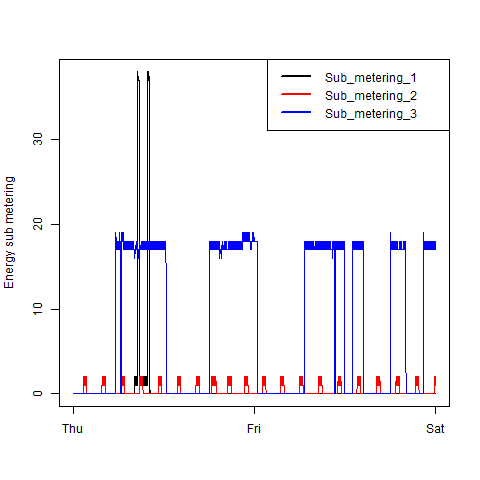 Sub_metering_1
Sub_metering_2
Sub_metering_3
Energy sub metering
30
20
10
0
Thu
Fri
Sat